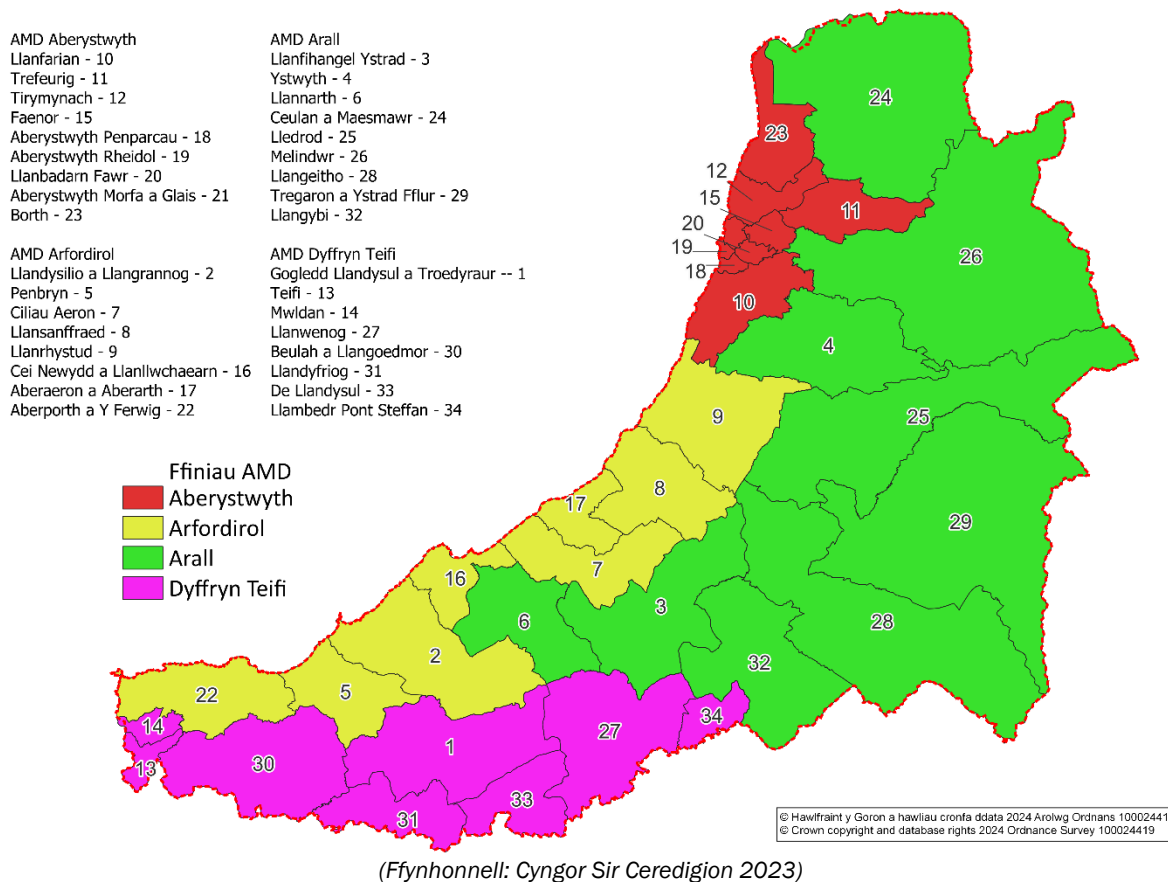 AMD Aberystwyth
Llanfarian - 10
Trefeurig - 11
Tirymynach - 12
Faenor - 15
Aberystwyth Penparcau - 18
Aberystwyth Rheidol - 19
Llanbadarn Fawr - 20
Aberystwyth Morfa a Glais - 21
Borth - 23
AMD Arall
Llanfihangel Ystrad - 3
Ystwyth - 4
Llannarth - 6
Ceulan a Maesmawr - 24
Lledrod - 25
Melindwr - 26
Llangeitho - 28
Tregaron a Ystrad Fflur - 29
Llangybi - 32
AMD Arfordirol
Llandysilio a Llangrannog - 2
Penbryn - 5
Ciliau Aeron - 7
Llansanffraed - 8
Llanrhystud - 9
Cei Newydd a Llanllwchaearn - 16
Aberaeron a Aberarth - 17
Aberporth a Y Ferwig - 22
AMD Dyffryn Teifi
Gogledd Llandysul a Troedyraur -- 1
Teifi - 13
Mwldan - 14
Llanwenog - 27
Beulah a Llangoedmor - 30
Llandyfriog - 31
De Llandysul - 33
Llambedr Pont Steffan - 34
Ffiniau AMD
Aberystwyth
Arfordirol
Arall
Dyffryn Teifi
24
23
12
15
11
20
19
18
26
10
4
9
25
8
17
29
7
16
3
6
28
2
32
5
22
34
14
27
1
30
13
33
31
© Hawlfraint y Goron a hawliau cronfa ddata 2024 Arolwg Ordnans 10002441
© Crown copyright and database rights 2024 Ordnance Survey 100024419
(Ffynhonnell: Cyngor Sir Ceredigion 2023)